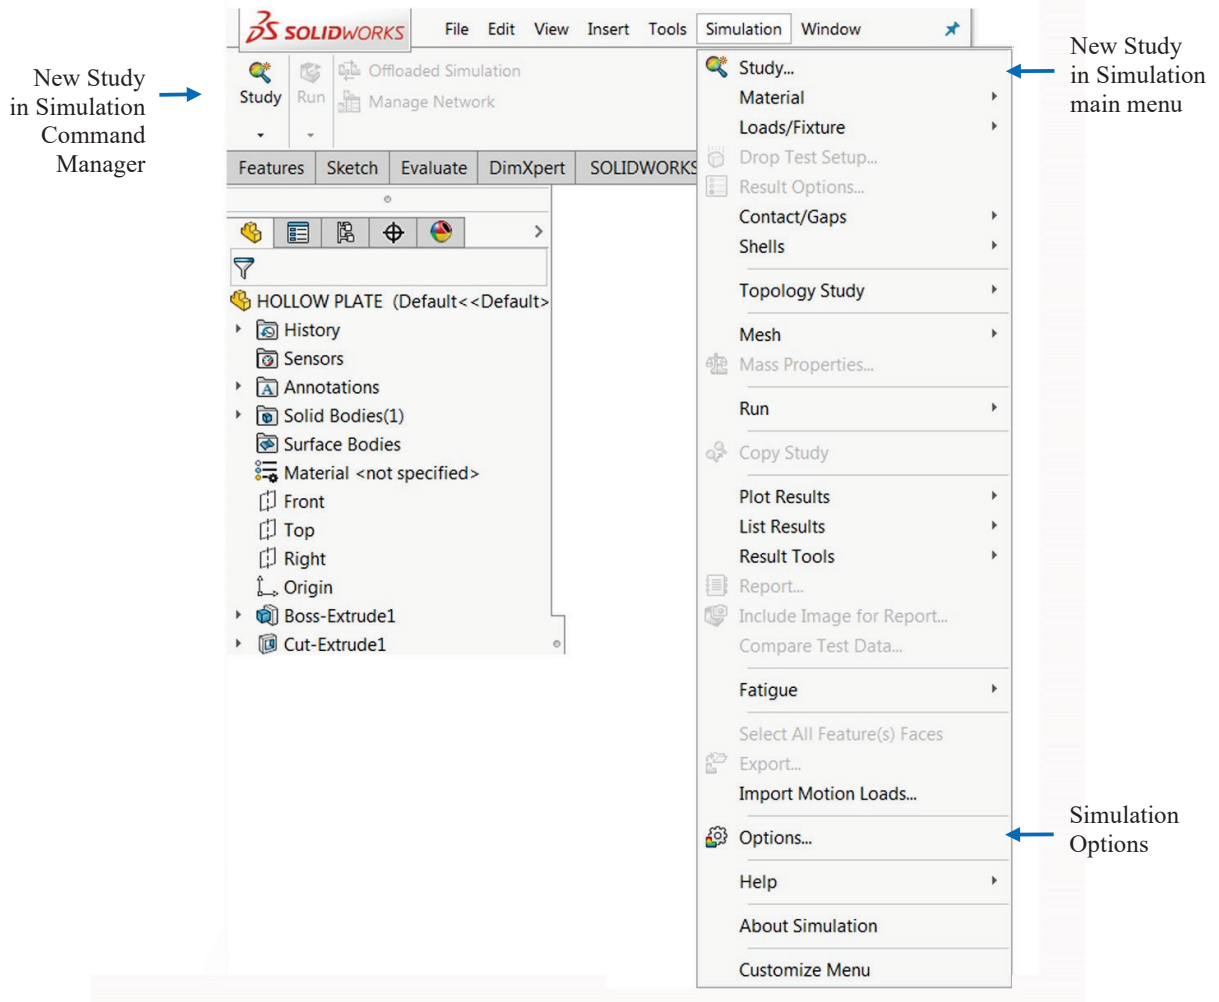 New Study
in Simulation
Command
Manager
SOLIDWORKS
File Edit View Insert Tools Simulation Window
Study
Run
Offloaded Simulation
Manage Network
Features Sketch Evaluate DimXpert SOLIDWORKS
HOLLOW PLATE (Default<<Default>
History
Sensors
Annotations
Solid Bodies(1)
Surface Bodies
Material <not specified>
Front
Top
Right
Origin
Boss-Extrude1
Cut-Extrude1
Study...
Material
Loads/Fixture
Drop Test Setup...
Result Options...
Contact/Gaps
Shells
Topology Study
Mesh
Mass Properties...
Run
Copy Study
Plot Results
List Results
Result Tools
Report...
Include Image for Report...
Compare Test Data...
Fatigue
Select All Feature(s) Faces
Export...
Import Motion Loads...
Options...
Help
About Simulation
Customize Menu
New Study
in Simulation
main menu
Simulation
Options